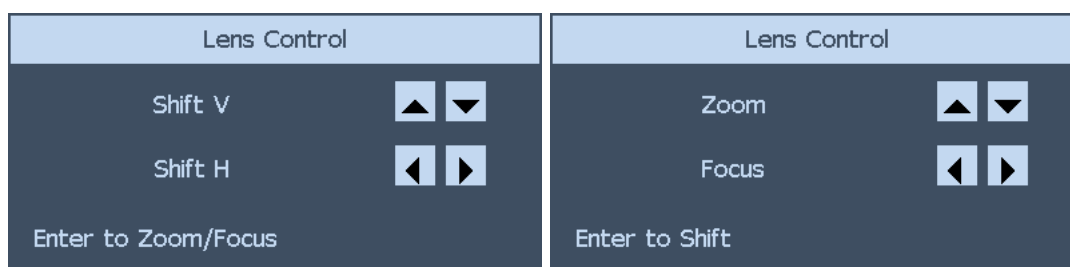 Lens Control
Shift V
Shift H
Enter to Zoom/Focus
Lens Control
Zoom
Focus
Enter to Shift